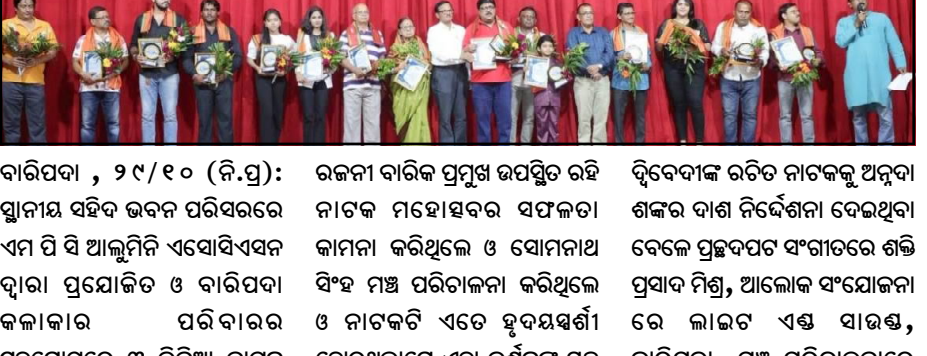 ବାରିପଦା , ୨୯/୧୦ (ନି.ପ୍ର):
ସ୍ଥାନୀୟ ସହିଦ ଭବନ ପରିସରରେ
ଏମ ପି ସି ଆଲୁମିନି ଏସୋସିଏସନ
ଦ୍ୱାରା ପ୍ରଯୋଜିତ ଓ ବାରିପଦା
କଳାକାର ପରିବାରର
ରଜନୀ ବାରିକ ପ୍ରମୁଖ ଉପସ୍ଥିତ ରହି
ନାଟକ ମହୋତ୍ସବର ସଫଳତା
କାମନା କରିଥିଲେ ଓ ସୋମନାଥ
ସିଂହ ମଞ୍ଚ ପରିଚାଳନା କରିଥିଲେ
ଓ ନାଟକଟି ଏତେ ହୃଦୟସ୍ପର୍ଶୀ
ଦ୍ଵିବେଦୀଙ୍କ ରଚିତ ନାଟକକୁ ଅନ୍ନଦା
ଶଙ୍କର ଦାଶ ନିର୍ଦ୍ଦେଶନା ଦେଇଥିବା
ବେଳେ ପ୍ରଚ୍ଛଦପଟ ସଂଗୀତରେ ଶକ୍ତି
ପ୍ରସାଦ ମିଶ୍ର, ଆଲୋକ ସଂଯୋଜନା
ରେ ଲାଇଟ ଏଣ୍ଡ ସାଉଣ୍ଡ,